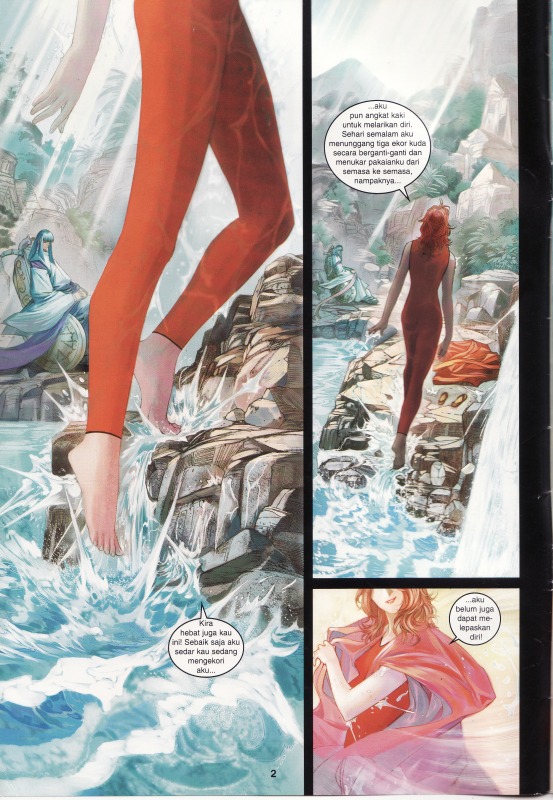 Kira
hebat juga kau
ini! Sebaik saja aku
sedar kau sedang
mengekori
aku...
...aku
pun angkat kaki
untuk melarikan diri.
Sehari semalam aku
menunggang tiga ekor kuda
secara berganti-ganti dan
menukar pakaianku dari
semasa ke semasa,
nampaknya...
...aku
belum juga
dapat me-
lepaskan
diri!
2